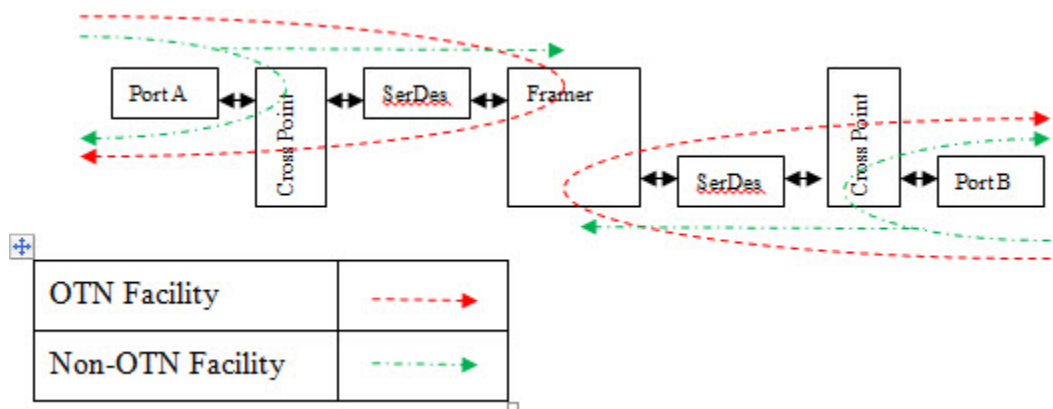 Port A
Cross Point
SerDes
Framer
SerDes
Cross Point
Port B
OTN Facility
Non-OTN Facility